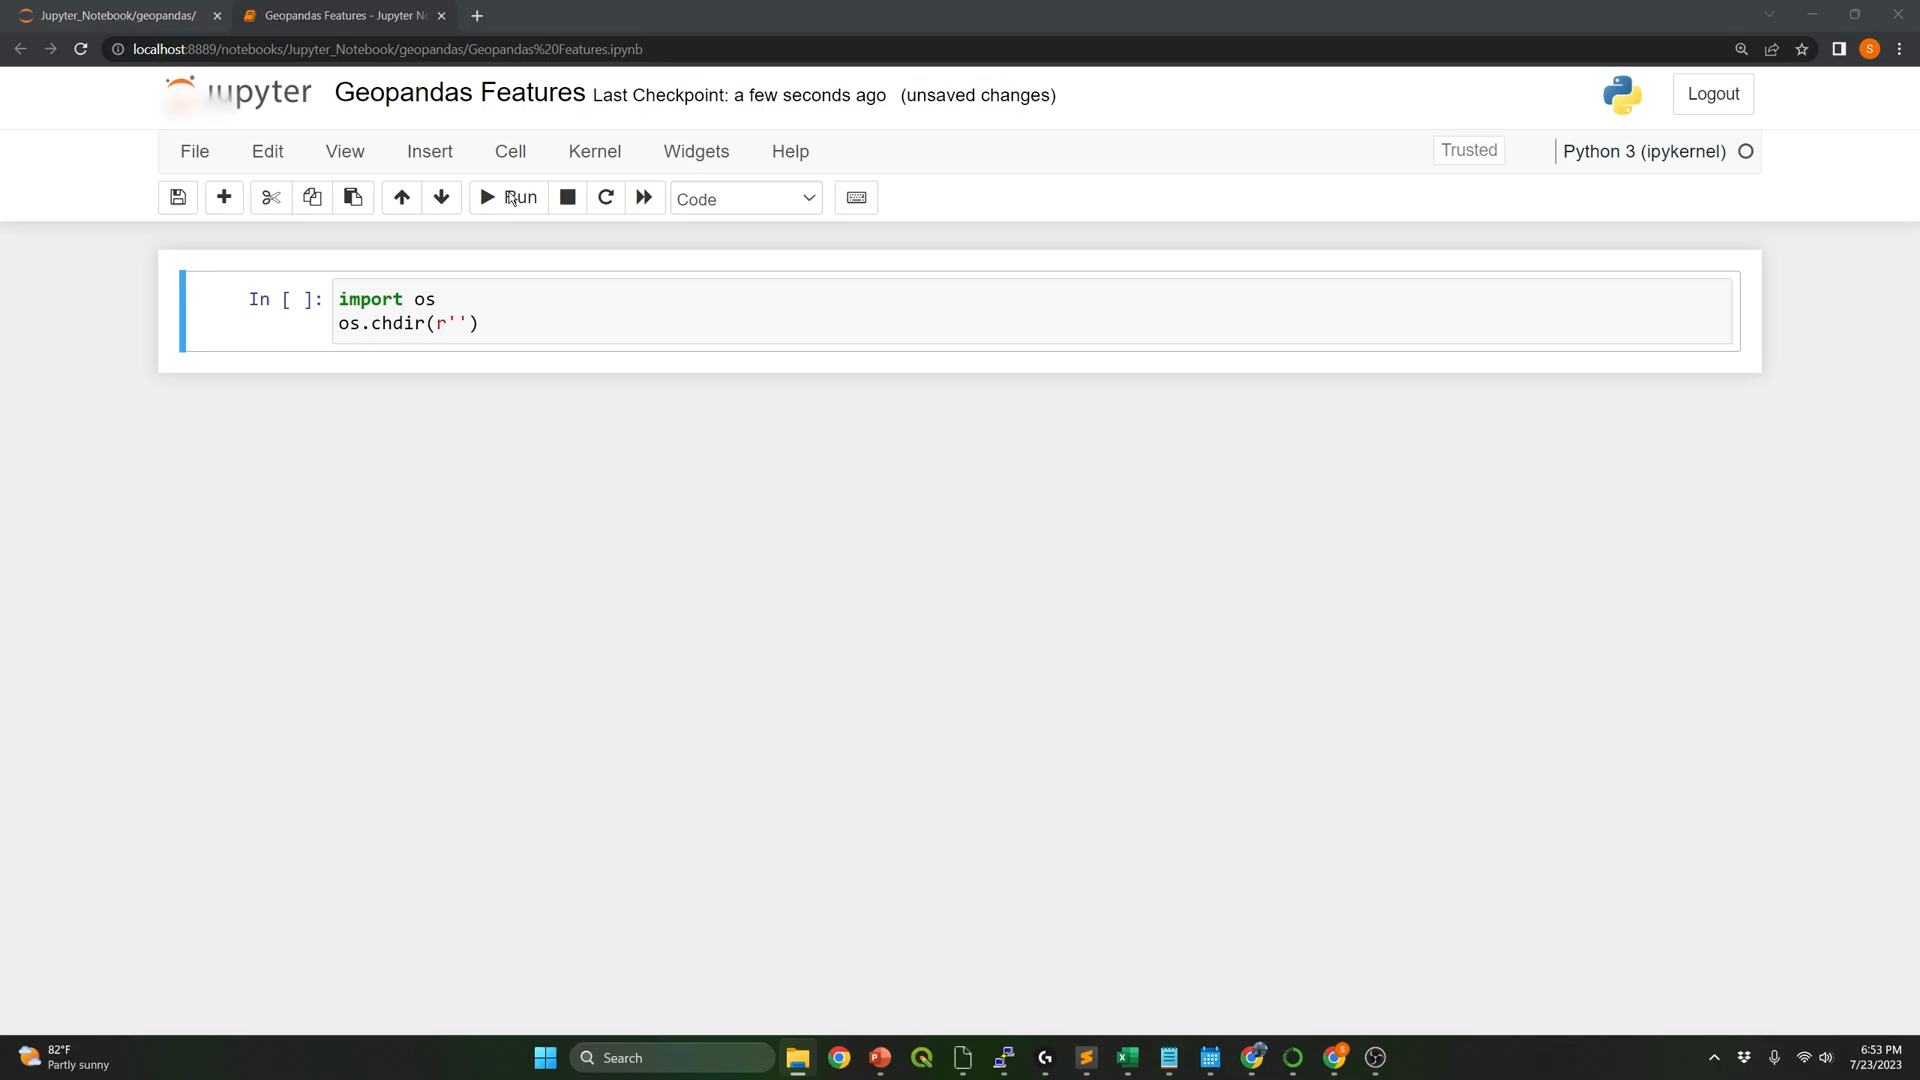 Jupyter_Notebook/geopandas/
Geopandas Features - Jupyter N
localhost:8889/notebooks/Jupyter_Notebook/geopandas/Geopandas%20Features.ipynb
S
jupyter Geopandas Features Last Checkpoint: a few seconds ago (unsaved changes)
Logout
File Edit View Insert Cell Kernel Widgets Help
Trusted
Python 3 (ipykernel)
Run
Code
In [ ]: import os
os.chdir(r'')
82°F
Partly sunny
Search
6:53 PM
7/23/2023